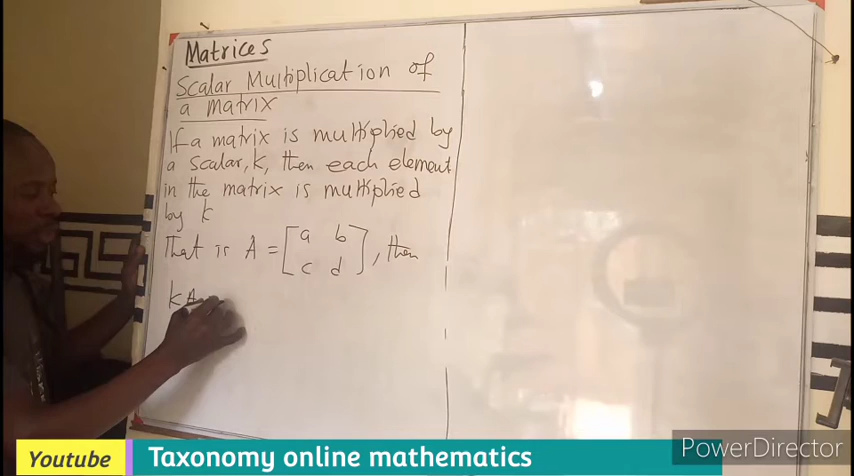 Matrices
Scalar Multiplication of
a matrix
If a matrix is multiplied by
a scalar, k, then each element
in the matrix is multiplied
by k
That is A = [a b
c d], then
kA
Youtube Taxonomy online mathematics
PowerDirector